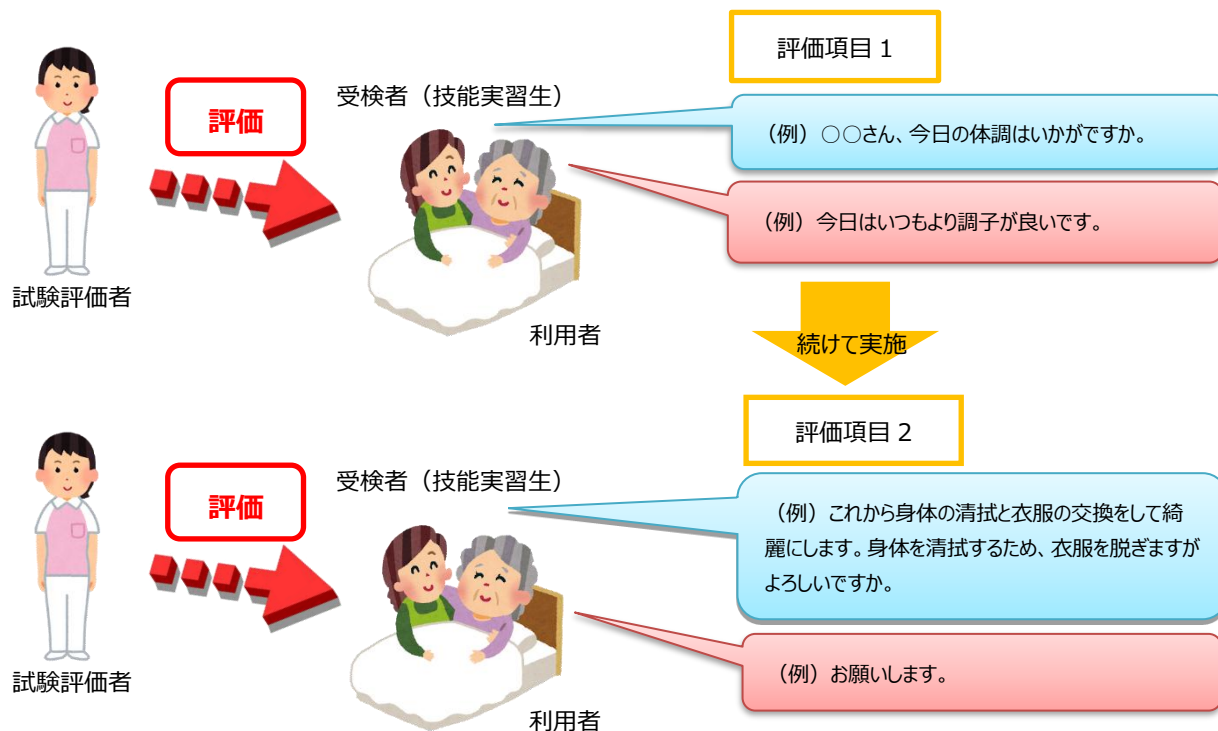 評価項目1
受検者（技能実習生）
評価
（例）○○さん、今日の体調はいかがですか。
（例）今日はいつもより調子が良いです。
試験評価者
利用者
続けて実施
評価項目2
受検者（技能実習生）
評価
（例）これから身体の清拭と衣服の交換をして綺
麗にします。身体を清拭するため、衣服を脱ぎますが
よろしいですか。
（例）お願いします。
試験評価者
利用者